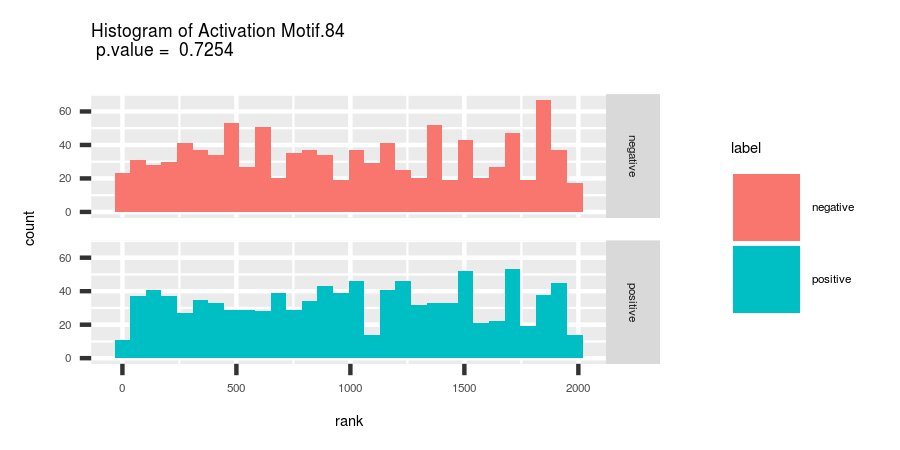 Histogram of Activation Motif.84
p.value = 0.7254
count
60
40
20
0
negative
60
40
20
0
positive
0 500 1000 1500 2000
rank
label
negative
positive